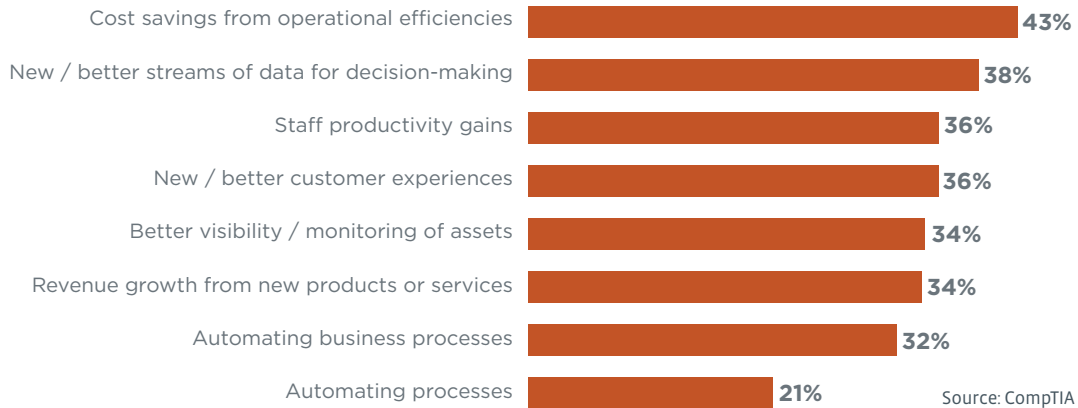 Cost savings from operational efficiencies 43%
New / better streams of data for decision-making 38%
Staff productivity gains 36%
New / better customer experiences 36%
Better visibility / monitoring of assets 34%
Revenue growth from new products or services 34%
Automating business processes 32%
Automating processes 21%
Source: CompTIA